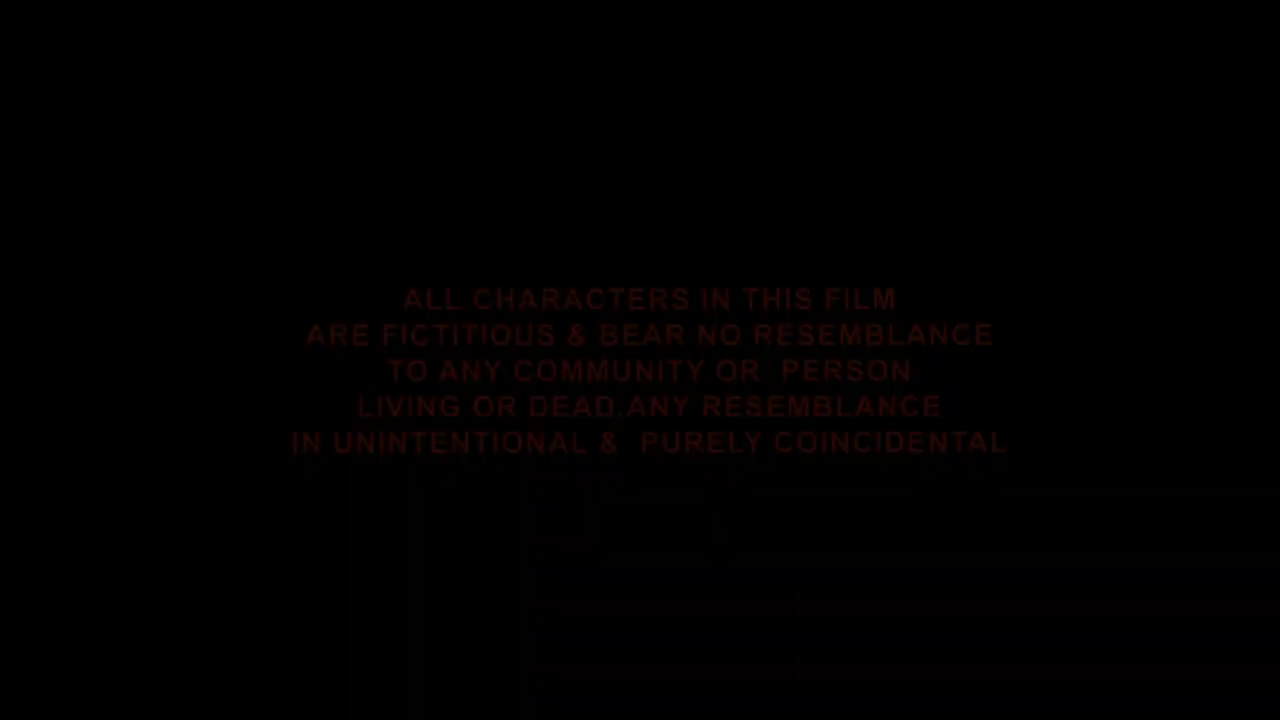 ALL CHARACTERS IN THIS FILM
ARE FICTITIOUS & BEAR NO RESEMBLANCE
TO ANY COMMUNITY OR PERSON
LIVING OR DEAD.ANY RESEMBLANCE
IN UNINTENTIONAL & PURELY COINCIDENTAL